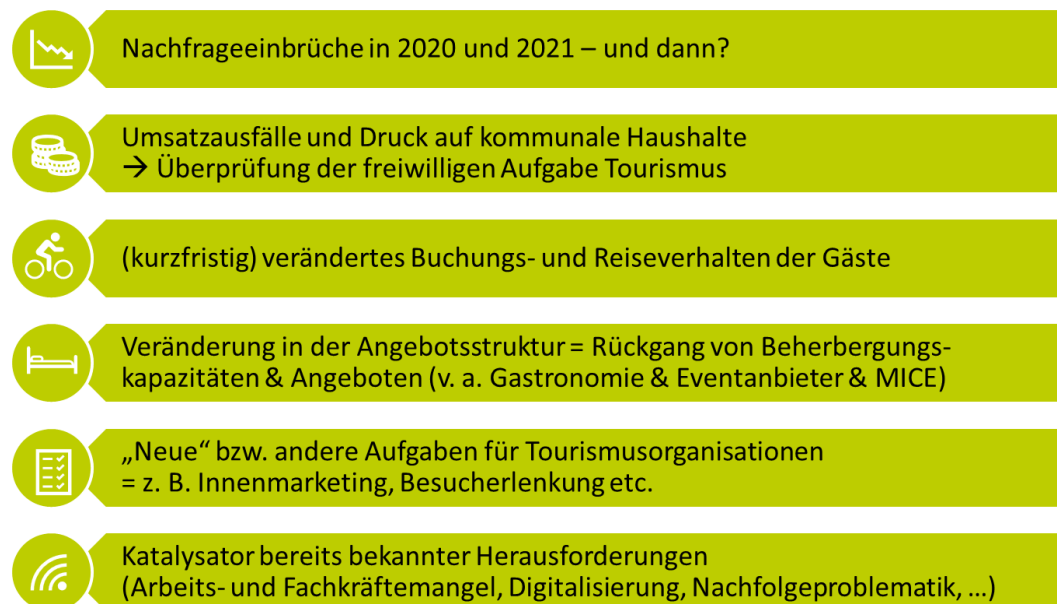 Nachfrageeinbrüche in 2020 und 2021 – und dann?
Umsatzausfälle und Druck auf kommunale Haushalte
→ Überprüfung der freiwilligen Aufgabe Tourismus
(kurzfristig) verändertes Buchungs- und Reiseverhalten der Gäste
Veränderung in der Angebotsstruktur = Rückgang von Beherbergungs-
kapazitäten & Angeboten (v. a. Gastronomie & Eventanbieter & MICE)
„Neue“ bzw. andere Aufgaben für Tourismusorganisationen
= z. B. Innenmarketing, Besucherlenkung etc.
Katalysator bereits bekannter Herausforderungen
(Arbeits- und Fachkräftemangel, Digitalisierung, Nachfolgeproblematik, …)